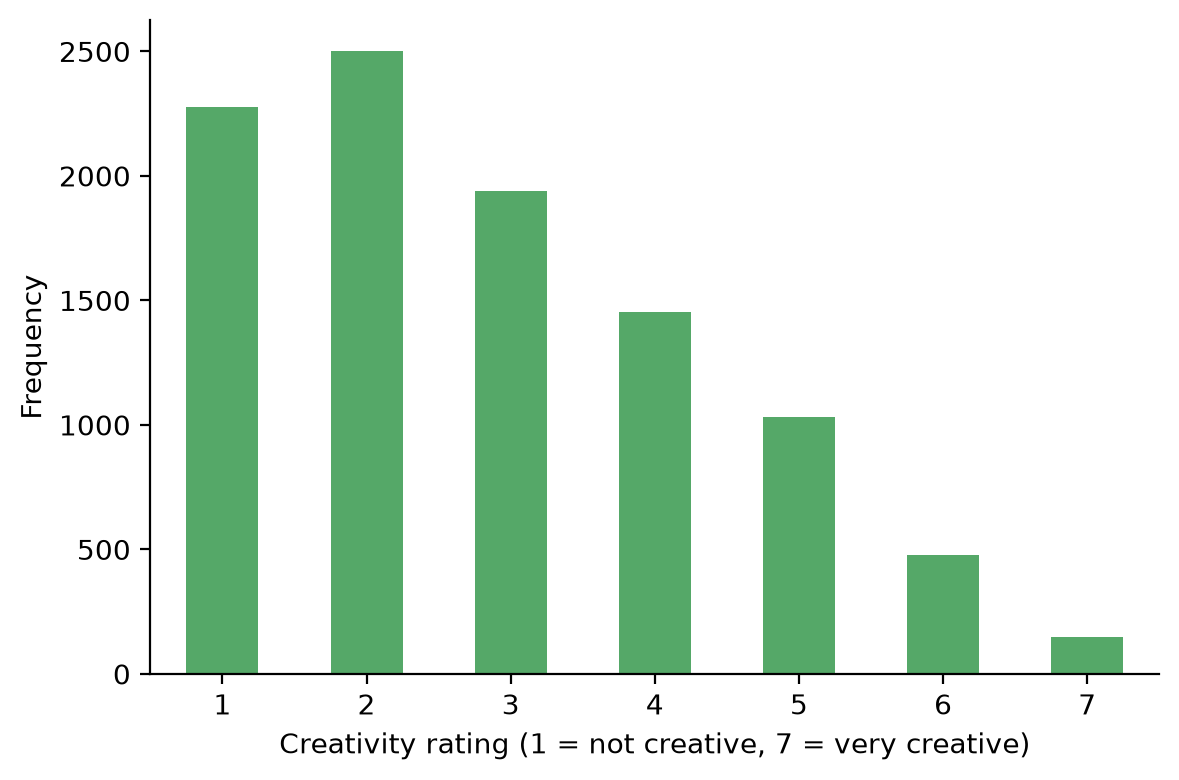 2500
2000
1500
1000
500
0
Frequency
1 2 3 4 5 6 7
Creativity rating (1 = not creative, 7 = very creative)